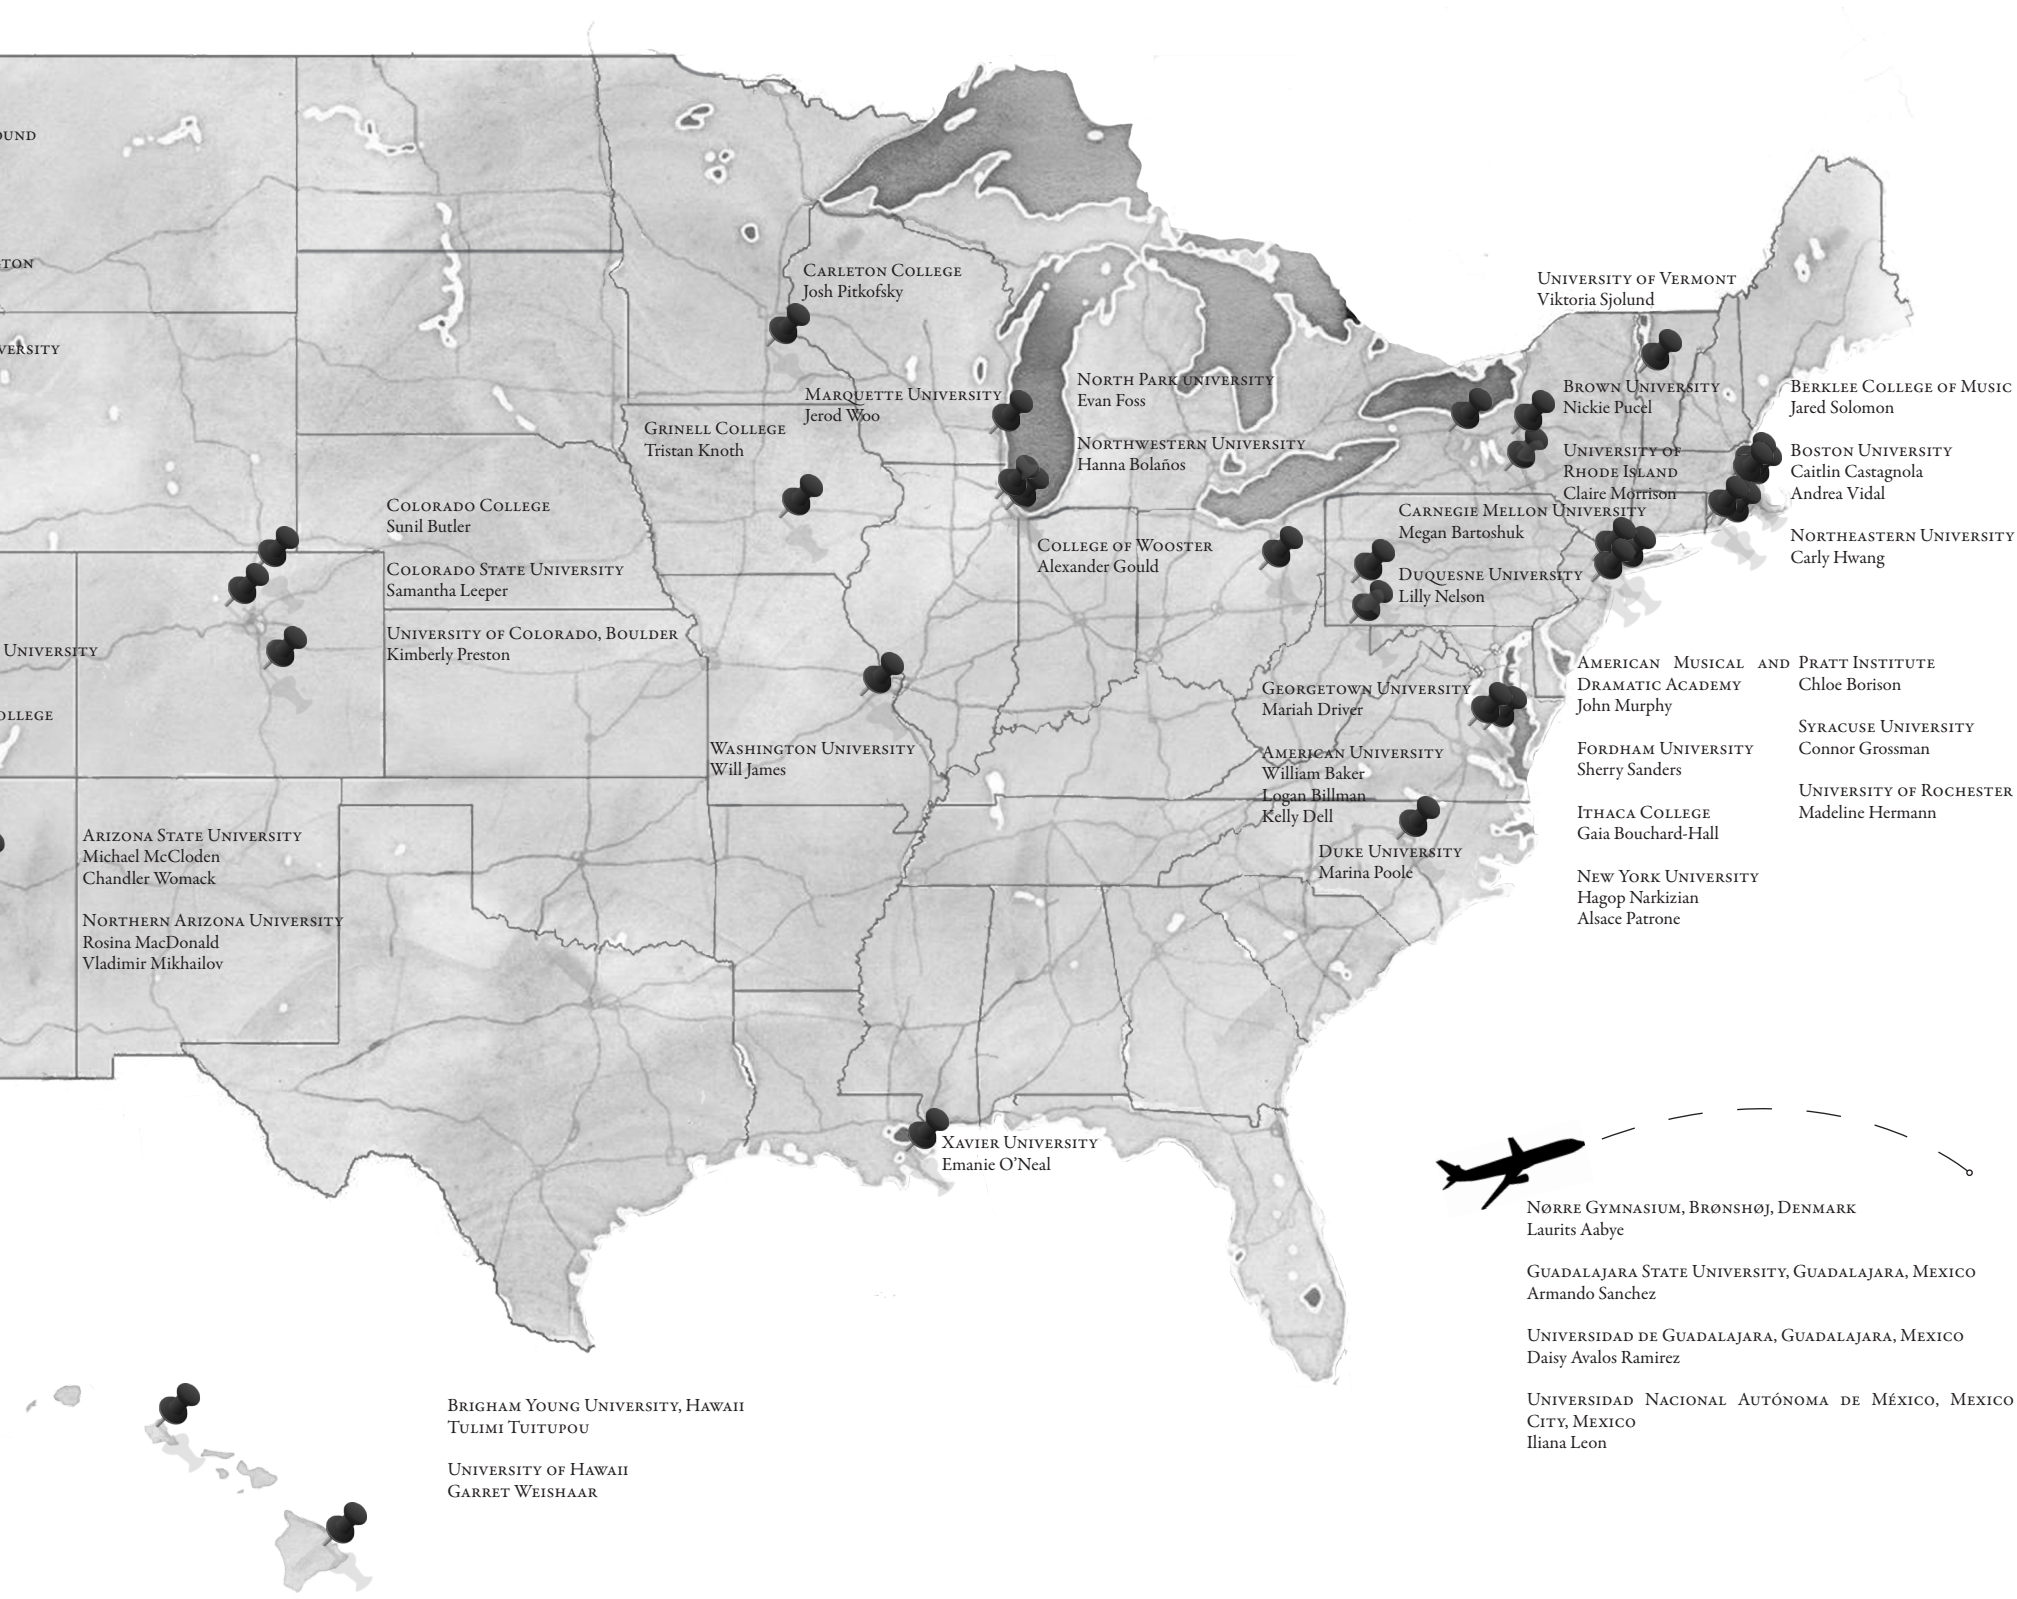 OUND
TON
VERSITY
UNIVERSITY
OLLEGE
Carleton College
Josh Pitkofsky
Marquette University
Jerod Woo
Grinell College
Tristan Knoth
North Park university
Evan Foss
Northwestern University
Hanna Bolaños
University of Vermont
Viktoria Sjolund
Brown University
Nickie Pucel
University of
Rhode Island
Claire Morrison
Berklee College of Music
Jared Solomon
Boston University
Caitlin Castagnola
Andrea Vidal
Northeastern University
Carly Hwang
Colorado College
Sunil Butler
Colorado State University
Samantha Leeper
University of Colorado, Boulder
Kimberly Preston
College of Wooster
Alexander Gould
Carnegie Mellon University
Megan Bartoshuk
Duquesne University
Lilly Nelson
Washington University
Will James
Georgetown University
Mariah Driver
American University
William Baker
Logan Billman
Kelly Dell
Duke University
Marina Poole
American Musical and
Dramatic Academy
John Murphy
Fordham University
Sherry Sanders
Ithaca College
Gaia Bouchard-Hall
New York University
Hagop Narkizian
Alsace Patrone
Pratt Institute
Chloe Borison
Syracuse University
Connor Grossman
University of Rochester
Madeline Hermann
Arizona State University
Michael McCloden
Chandler Womack
Northern Arizona University
Rosina MacDonald
Vladimir Mikhailov
Xavier University
Emanie O'Neal
Nørre Gymnasium, Brønshøj, Denmark
Laurits Aabye
Guadalajara State University, Guadalajara, Mexico
Armando Sanchez
Universidad de Guadalajara, Guadalajara, Mexico
Daisy Avalos Ramirez
Universidad Nacional Autónoma de México, Mexico
City, Mexico
Iliana Leon
Brigham Young University, Hawaii
Tulimi Tuitupou
University of Hawaii
Garret Weishaar